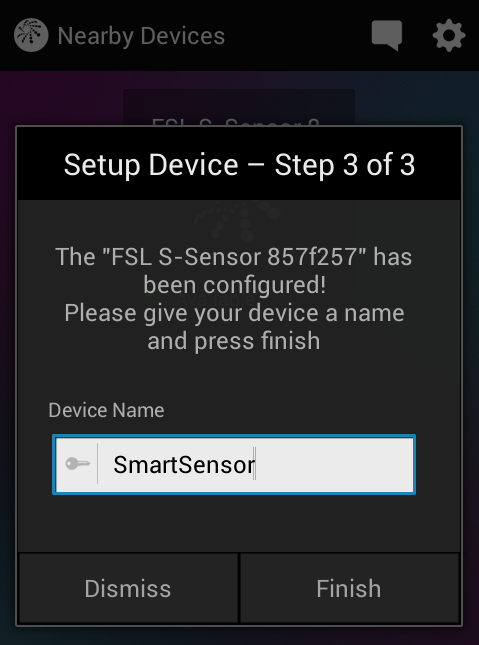 Nearby Devices
FSL S-Sensor 8
Setup Device – Step 3 of 3
The "FSL S-Sensor 857f257" has
been configured!
Please give your device a name
and press finish
Device Name
SmartSensor
Dismiss
Finish